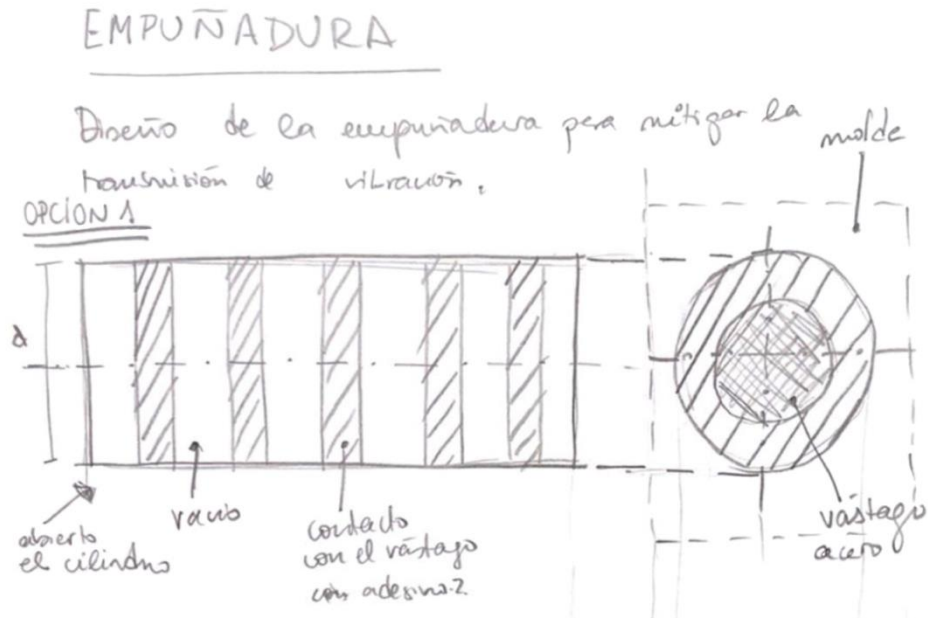 EMPUÑADURA
Diseño de la empuñadura para mitigar la
transmisión de vibración.
molde
OPCIÓN 1
d
abierto
el cilindro
vacío
contacto
con el vástago
con adesivo?
vástago
acero